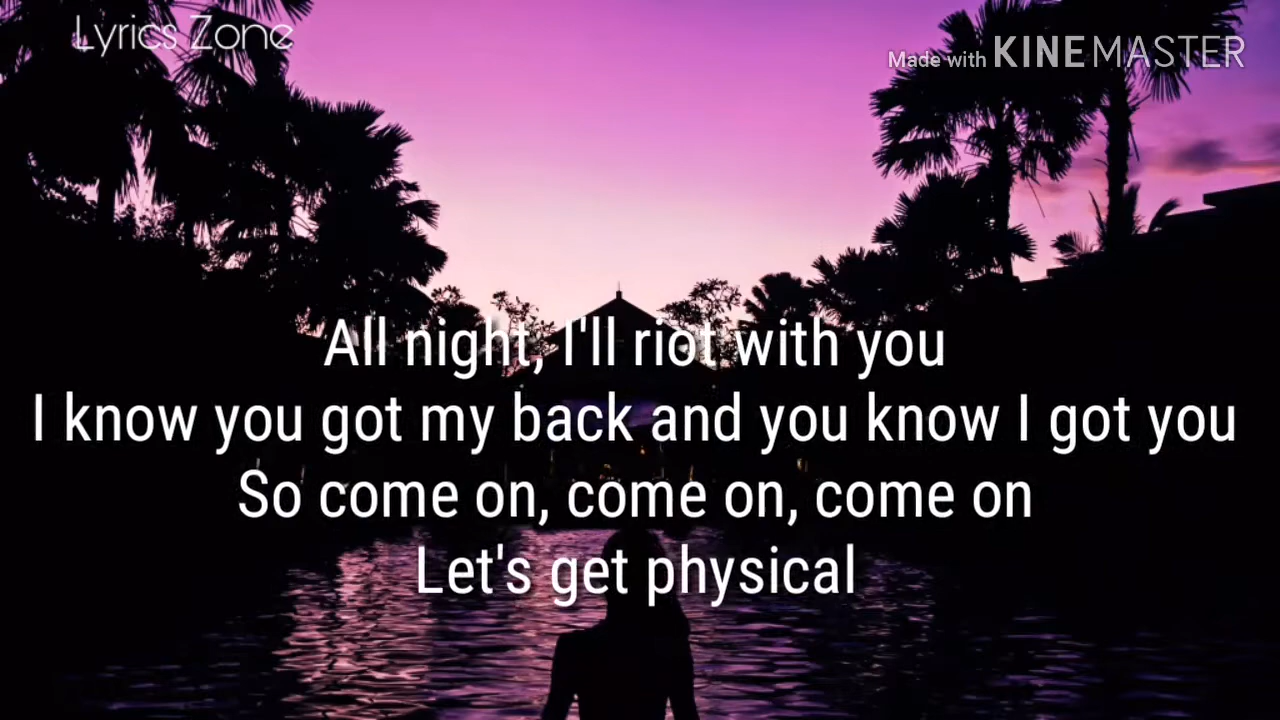 Lyrics Zone
Made with KINEMASTER
All night, I'll riot with you
I know you got my back and you know I got you
So come on, come on, come on
Let's get physical